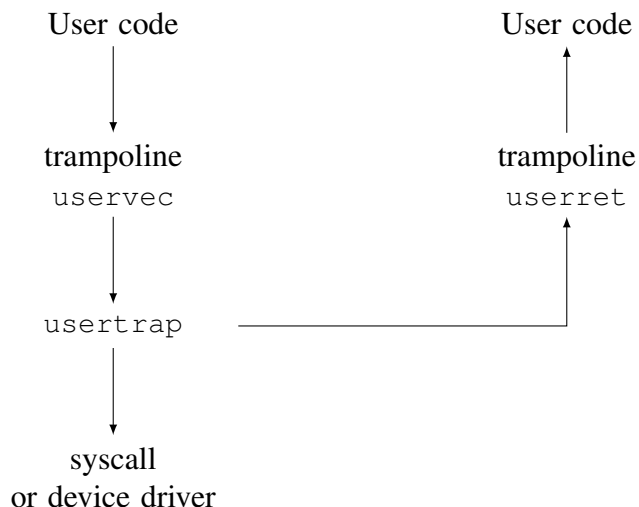 User code
User code
trampoline
uservec
trampoline
userret
usertrap
syscall
or device driver